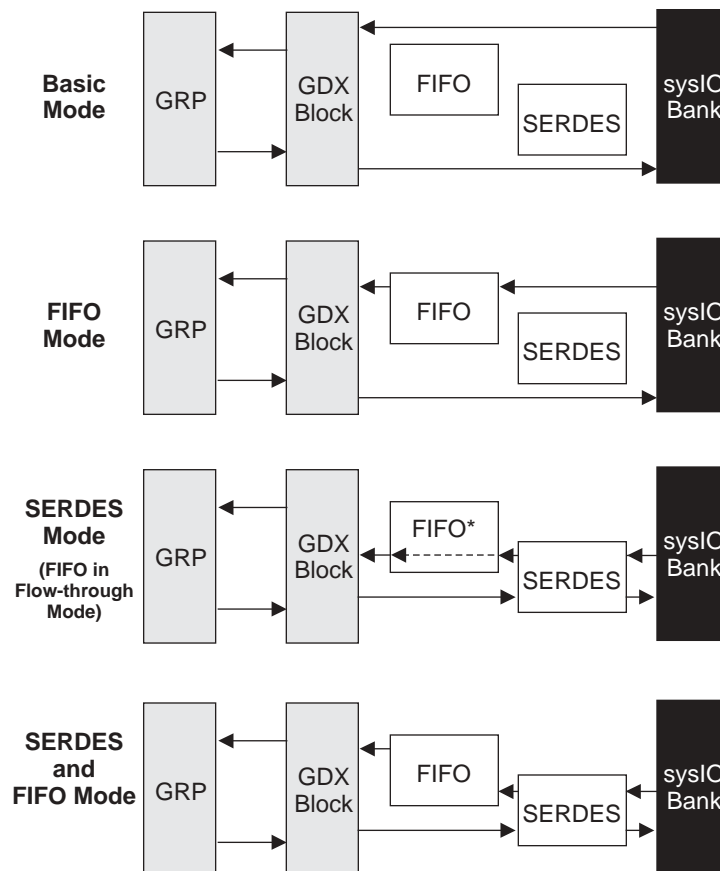 Basic
Mode
GRP
GDX
Block
FIFO
SERDES
sysIO
Bank
FIFO
Mode
GRP
GDX
Block
FIFO
SERDES
sysIO
Bank
SERDES
Mode
(FIFO in
Flow-through
Mode)
GRP
GDX
Block
FIFO*
SERDES
sysIO
Bank
SERDES
and
FIFO Mode
GRP
GDX
Block
FIFO
SERDES
sysIO
Bank